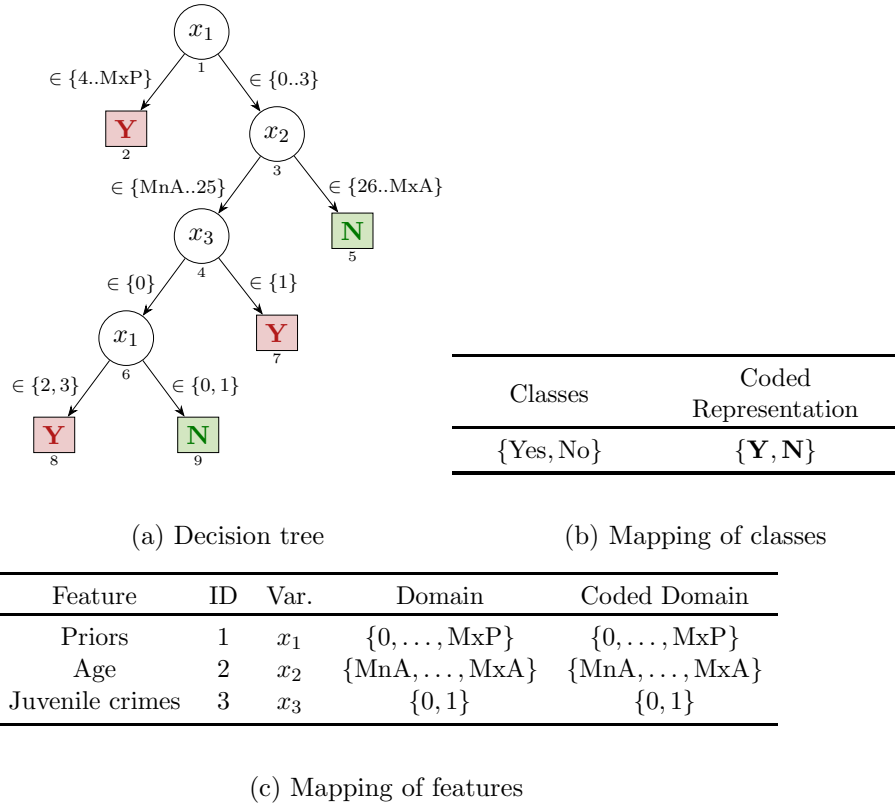 x1
1
∈ {4..MxP}
∈ {0..3}
Y
2
x2
3
∈ {MnA..25}
∈ {26..MxA}
x3
4
N
5
∈ {0}
∈ {1}
x1
6
Y
7
∈ {2, 3}
∈ {0, 1}
Y
8
N
9
(a) Decision tree
Classes Coded Representation
{Yes, No} {Y, N}
(b) Mapping of classes
Feature ID Var. Domain Coded Domain
Priors 1 x1 {0, . . . , MxP} {0, . . . , MxP}
Age 2 x2 {MnA, . . . , MxA} {MnA, . . . , MxA}
Juvenile crimes 3 x3 {0, 1} {0, 1}
(c) Mapping of features